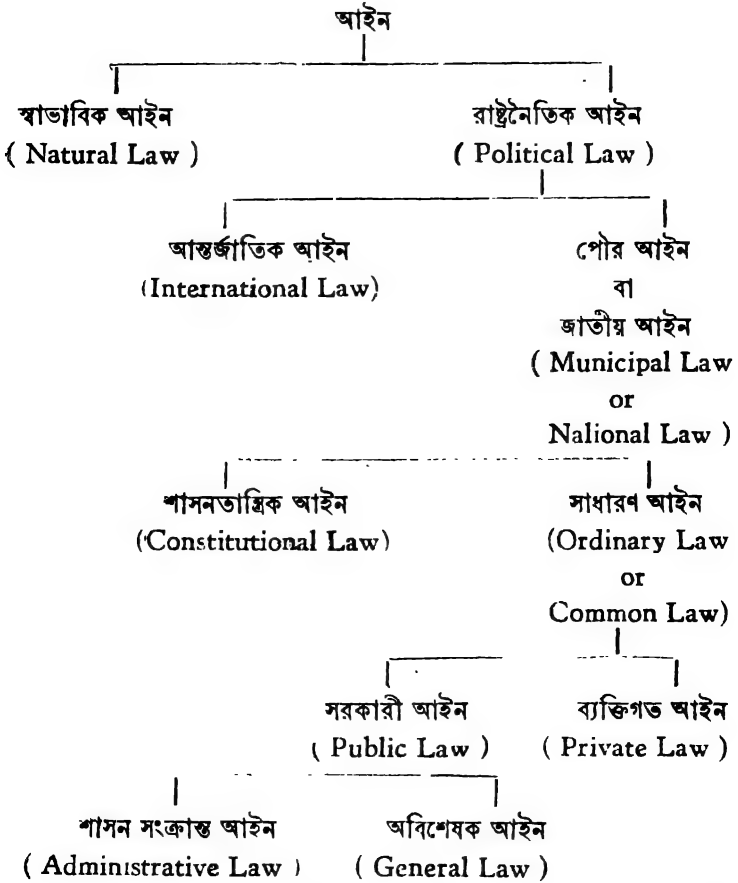 আইন
স্বাভাবিক আইন রাষ্ট্রনৈতিক আইন
( Natural Law ) ( Political Law )
আন্তর্জাতিক আইন পৌর আইন
(International Law) বা
জাতীয় আইন
( Municipal Law
or
Nalional Law )
শাসনতান্ত্রিক আইন সাধারণ আইন
(Constitutional Law) (Ordinary Law
or
Common Law)
সরকারী আইন ব্যক্তিগত আইন
( Public Law ) ( Private Law )
শাসন সংক্রান্ত আইন অবিশেষক আইন
( Administrative Law ) ( General Law )